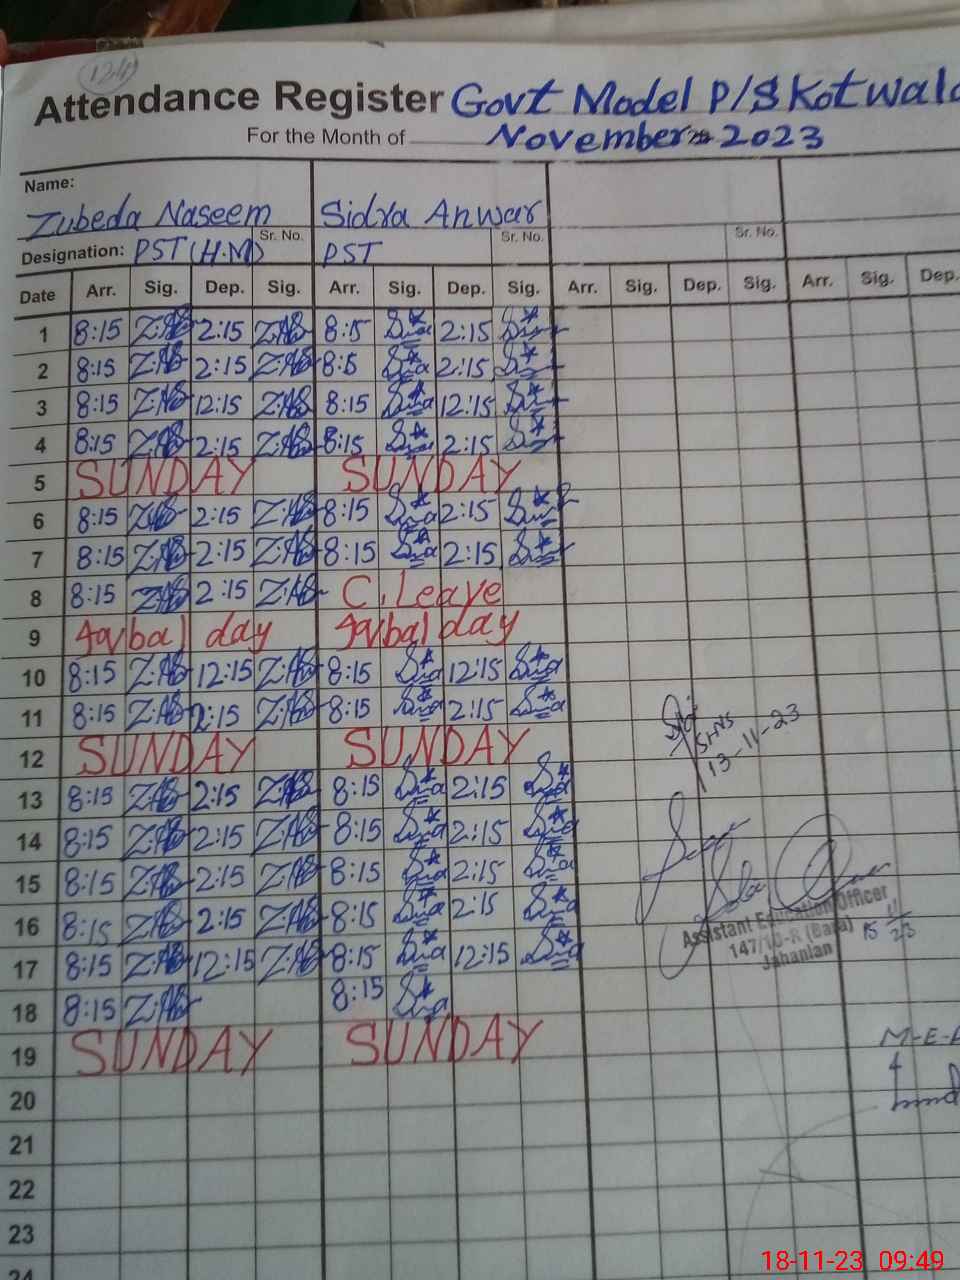 1241
Attendance Register Govt Model P/S Kotwala
For the Month of November 2023
Name:
Zubeda Naseem Sidra Anwar
Sr. No. Sr. No. Sr. No.
Designation: PST (H.M) PST
Date Arr. Sig. Dep. Sig. Arr. Sig. Dep. Sig. Arr. Sig. Dep. Sig. Arr. Sig. Dep.
1 8:15 2:15 8:15 2:15
2 8:15 2:15 8:5 2:15
3 8:15 12:15 8:15 12:15
4 8:15 2:15 8:15 2:15
5 SUNDAY SUNDAY
6 8:15 2:15 8:15 2:15
7 8:15 2:15 8:15 2:15
8 8:15 2:15 C. Leave
9 Iqbal day Iqbal day
10 8:15 12:15 8:15 12:15
11 8:15 2:15 8:15 2:15
12 SUNDAY SUNDAY
13-11-23
13 8:15 2:15 8:15 2:15
14 8:15 2:15 8:15 2:15
15 8:15 2:15 8:15 2:15
16 8:15 2:15 8:15 2:15
Assistant Education Officer
147/10-R (Bara) 15 11/23
Jahanian
17 8:15 12:15 8:15 12:15
18 8:15 8:15
19 SUNDAY SUNDAY
M-E-A
20
21
22
23
24
18-11-23 09:49